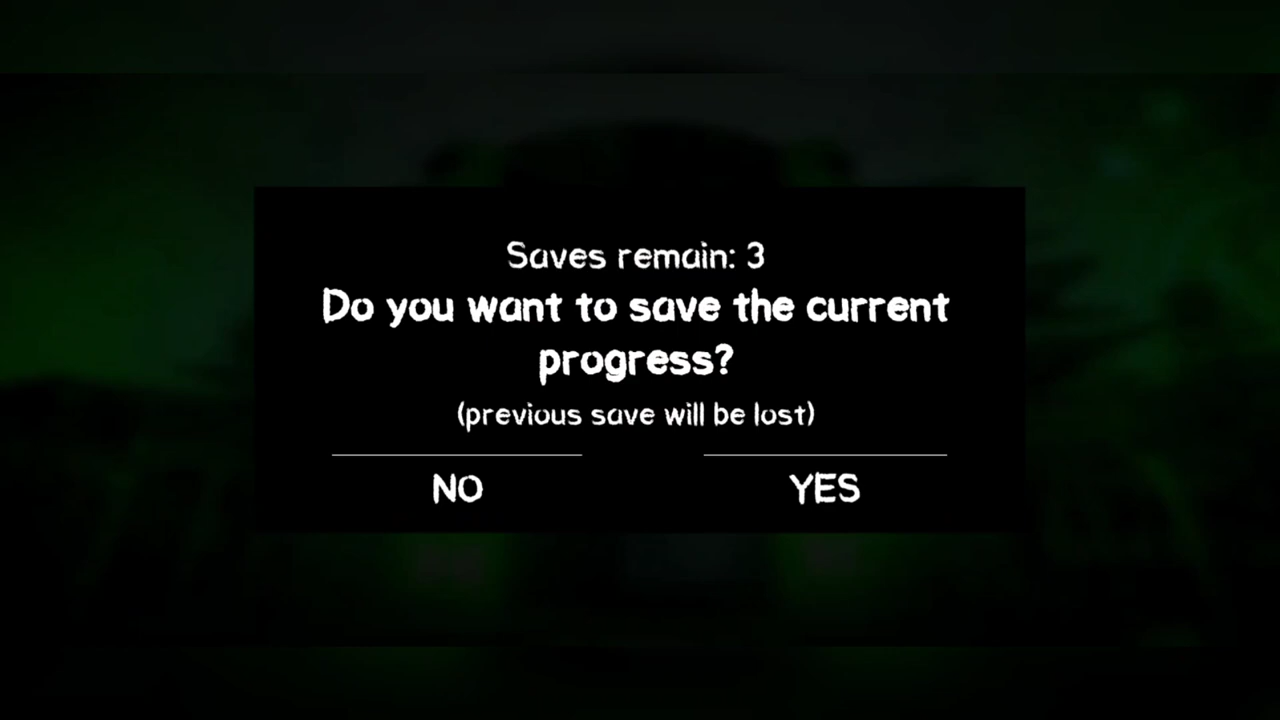 Saves remain: 3
Do you want to save the current
progress?
(previous save will be lost)
NO
YES